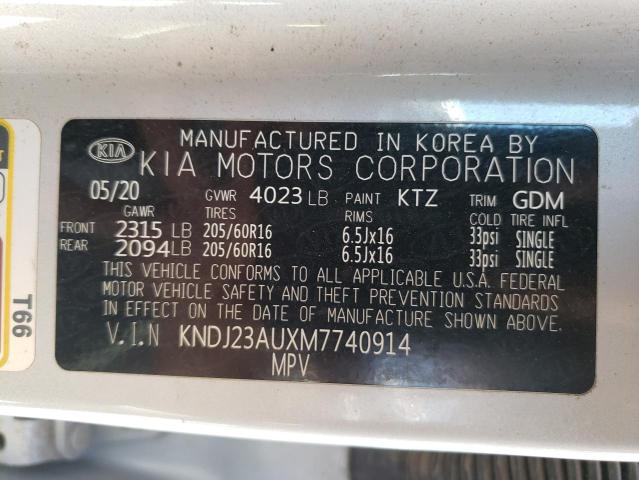 MANUFACTURED IN KOREA BY
KIA KIA MOTORS CORPORATION
05/20 GVWR 4023 LB PAINT KTZ TRIM GDM
GAWR TIRES RIMS COLD TIRE INFL
FRONT 2315 LB 205/60R16 6.5Jx16 33psi SINGLE
REAR 2094 LB 205/60R16 6.5Jx16 33psi SINGLE
THIS VEHICLE CONFORMS TO ALL APPLICABLE U.S.A. FEDERAL
MOTOR VEHICLE SAFETY AND THEFT PREVENTION STANDARDS
IN EFFECT ON THE DATE OF MANUFACTURE SHOWN ABOVE.
V.I.N KNDJ23AUXM7740914
MPV
T66